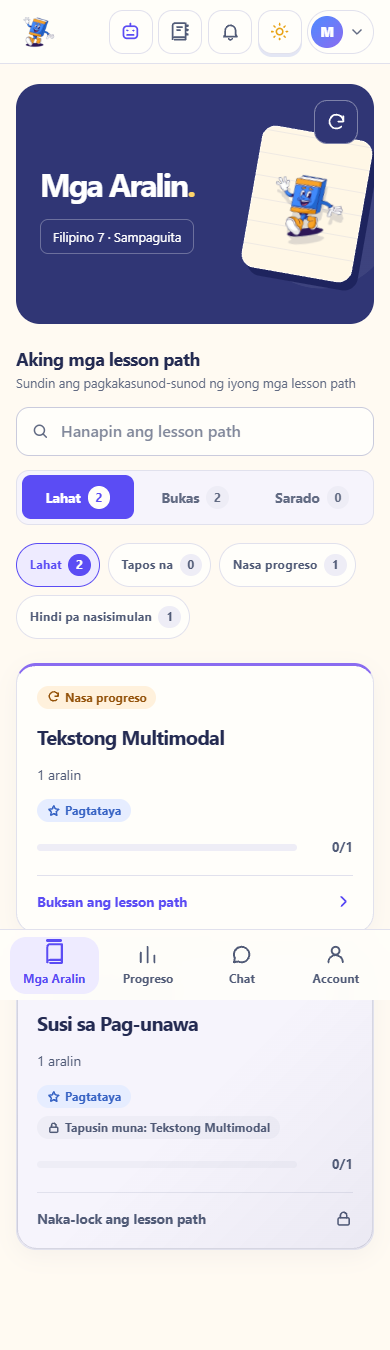 M
Mga Aralin.
Filipino 7 · Sampaguita
Aking mga lesson path
Sundin ang pagkakasunod-sunod ng iyong mga lesson path
Hanapin ang lesson path
Lahat 2 Bukas 2 Sarado 0
Lahat 2 Tapos na 0 Nasa progreso 1
Hindi pa nasisimulan 1
Nasa progreso
Tekstong Multimodal
1 aralin
Pagtataya
0/1
Buksan ang lesson path
Mga Aralin Progreso Chat Account
Susi sa Pag-unawa
1 aralin
Pagtataya
Tapusin muna: Tekstong Multimodal
0/1
Naka-lock ang lesson path